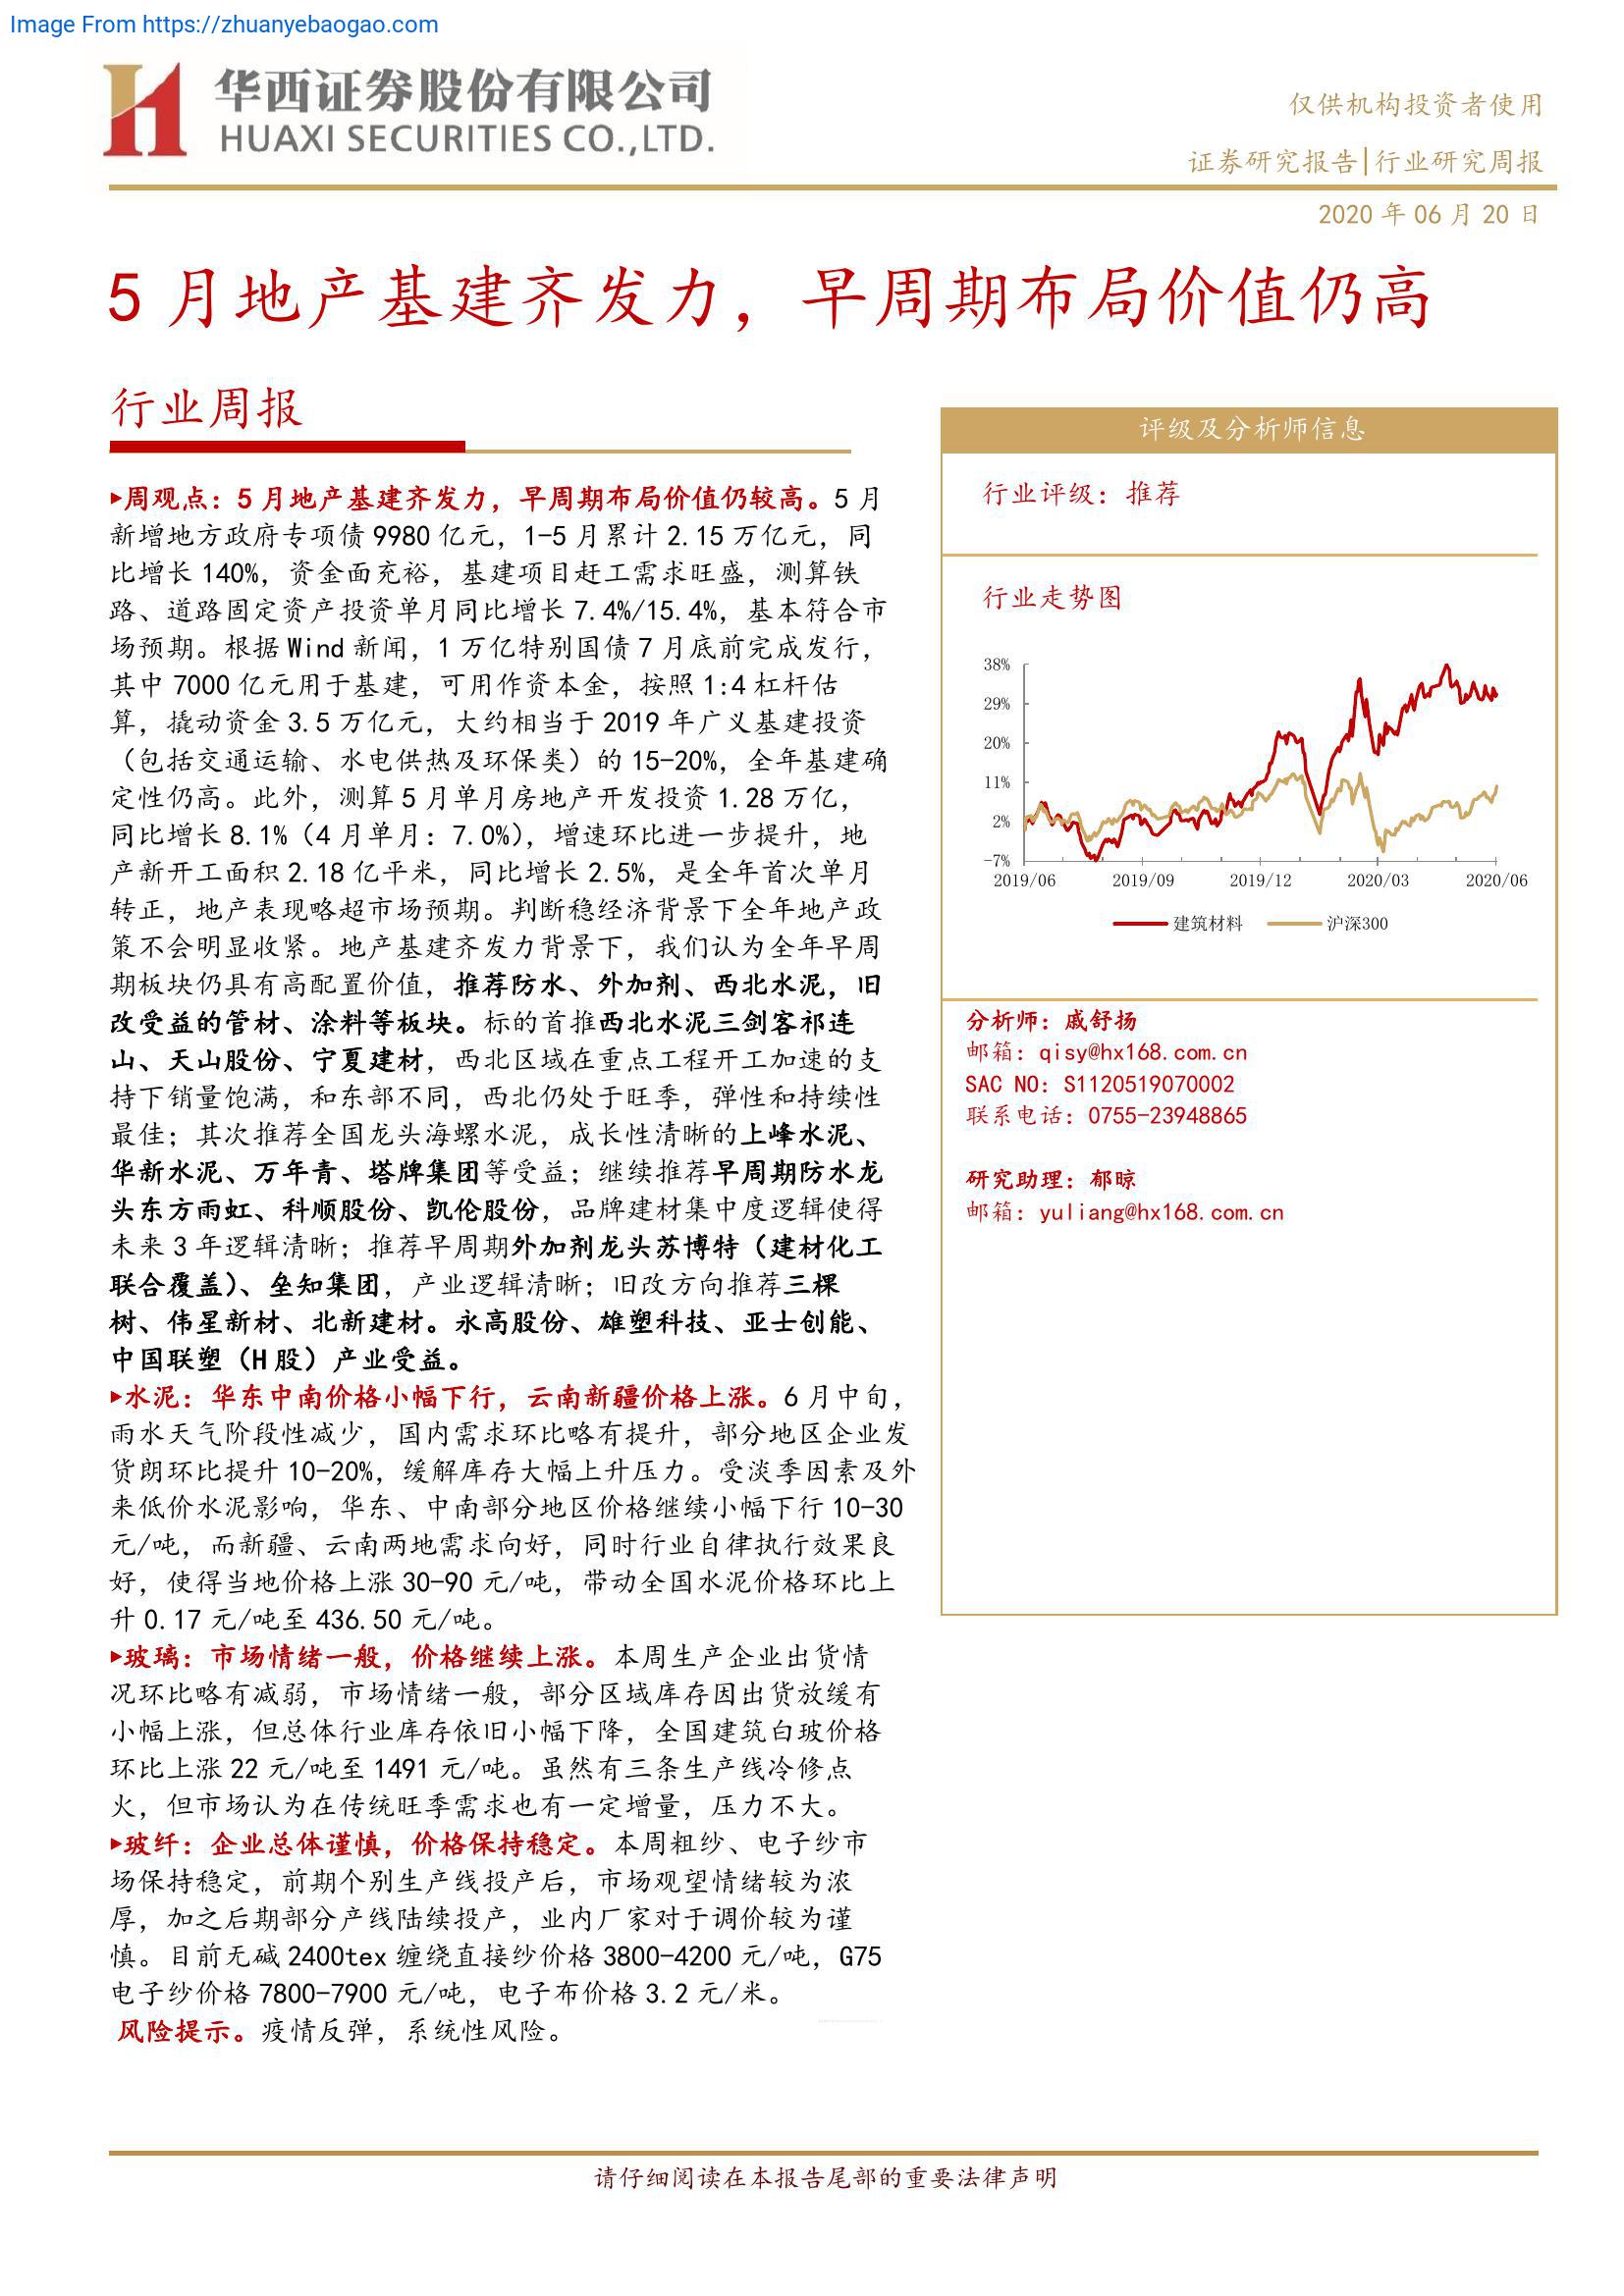 Image From https://zhuanyebaogao.com
华西证券股份有限公司
HUAXI SECURITIES CO.,LTD.
仅供机构投资者使用
证券研究报告|行业研究周报
2020 年 06 月 20 日
5 月地产基建齐发力，早周期布局价值仍高
行业周报
▸周观点：5 月地产基建齐发力，早周期布局价值仍较高。5 月
新增地方政府专项债 9980 亿元，1-5 月累计 2.15 万亿元，同
比增长 140%，资金面充裕，基建项目赶工需求旺盛，测算铁
路、道路固定资产投资单月同比增长 7.4%/15.4%，基本符合市
场预期。根据 Wind 新闻，1 万亿特别国债 7 月底前完成发行，
其中 7000 亿元用于基建，可用作资本金，按照 1:4 杠杆估
算，撬动资金 3.5 万亿元，大约相当于 2019 年广义基建投资
（包括交通运输、水电供热及环保类）的 15-20%，全年基建确
定性仍高。此外，测算 5 月单月房地产开发投资 1.28 万亿，
同比增长 8.1%（4 月单月：7.0%），增速环比进一步提升，地
产新开工面积 2.18 亿平米，同比增长 2.5%，是全年首次单月
转正，地产表现略超市场预期。判断稳经济背景下全年地产政
策不会明显收紧。地产基建齐发力背景下，我们认为全年早周
期板块仍具有高配置价值，推荐防水、外加剂、西北水泥，旧
改受益的管材、涂料等板块。标的首推西北水泥三剑客祁连
山、天山股份、宁夏建材，西北区域在重点工程开工加速的支
持下销量饱满，和东部不同，西北仍处于旺季，弹性和持续性
最佳；其次推荐全国龙头海螺水泥，成长性清晰的上峰水泥、
华新水泥、万年青、塔牌集团等受益；继续推荐早周期防水龙
头东方雨虹、科顺股份、凯伦股份，品牌建材集中度逻辑使得
未来 3 年逻辑清晰；推荐早周期外加剂龙头苏博特（建材化工
联合覆盖）、垒知集团，产业逻辑清晰；旧改方向推荐三棵
树、伟星新材、北新建材。永高股份、雄塑科技、亚士创能、
中国联塑（H 股）产业受益。
▸水泥：华东中南价格小幅下行，云南新疆价格上涨。6 月中旬，
雨水天气阶段性减少，国内需求环比略有提升，部分地区企业发
货朗环比提升 10-20%，缓解库存大幅上升压力。受淡季因素及外
来低价水泥影响，华东、中南部分地区价格继续小幅下行 10-30
元/吨，而新疆、云南两地需求向好，同时行业自律执行效果良
好，使得当地价格上涨 30-90 元/吨，带动全国水泥价格环比上
升 0.17 元/吨至 436.50 元/吨。
▸玻璃：市场情绪一般，价格继续上涨。本周生产企业出货情
况环比略有减弱，市场情绪一般，部分区域库存因出货放缓有
小幅上涨，但总体行业库存依旧小幅下降，全国建筑白玻价格
环比上涨 22 元/吨至 1491 元/吨。虽然有三条生产线冷修点
火，但市场认为在传统旺季需求也有一定增量，压力不大。
▸玻纤：企业总体谨慎，价格保持稳定。本周粗纱、电子纱市
场保持稳定，前期个别生产线投产后，市场观望情绪较为浓
厚，加之后期部分产线陆续投产，业内厂家对于调价较为谨
慎。目前无碱 2400tex 缠绕直接纱价格 3800-4200 元/吨，G75
电子纱价格 7800-7900 元/吨，电子布价格 3.2 元/米。
风险提示。疫情反弹，系统性风险。
评级及分析师信息
行业评级：推荐
行业走势图
38%
29%
20%
11%
2%
-7%
2019/06 2019/09 2019/12 2020/03 2020/06
建筑材料 沪深300
分析师：戚舒扬
邮箱：qisy@hx168.com.cn
SAC NO：S1120519070002
联系电话：0755-23948865
研究助理：郁晾
邮箱：yuliang@hx168.com.cn
请仔细阅读在本报告尾部的重要法律声明